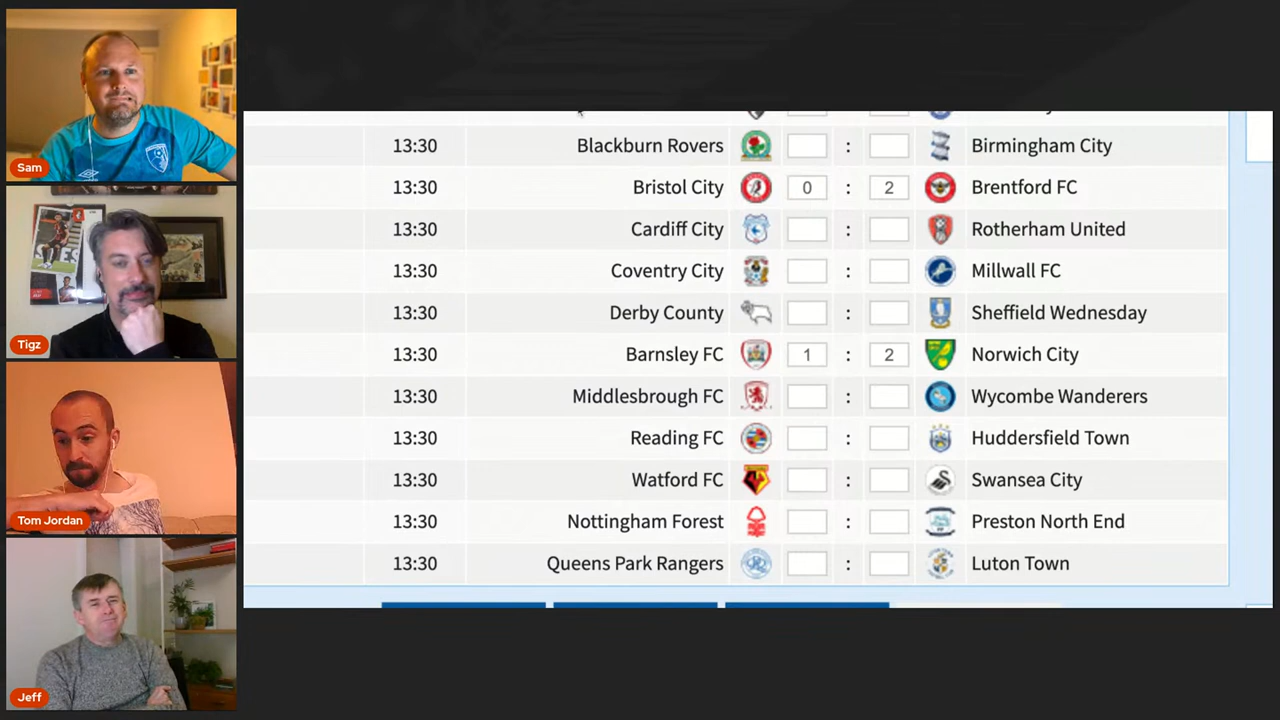 Sam
Tigz
Tom Jordan
Jeff
13:30 Blackburn Rovers : Birmingham City
13:30 Bristol City 0 : 2 Brentford FC
13:30 Cardiff City : Rotherham United
13:30 Coventry City : Millwall FC
13:30 Derby County : Sheffield Wednesday
13:30 Barnsley FC 1 : 2 Norwich City
13:30 Middlesbrough FC : Wycombe Wanderers
13:30 Reading FC : Huddersfield Town
13:30 Watford FC : Swansea City
13:30 Nottingham Forest : Preston North End
13:30 Queens Park Rangers : Luton Town